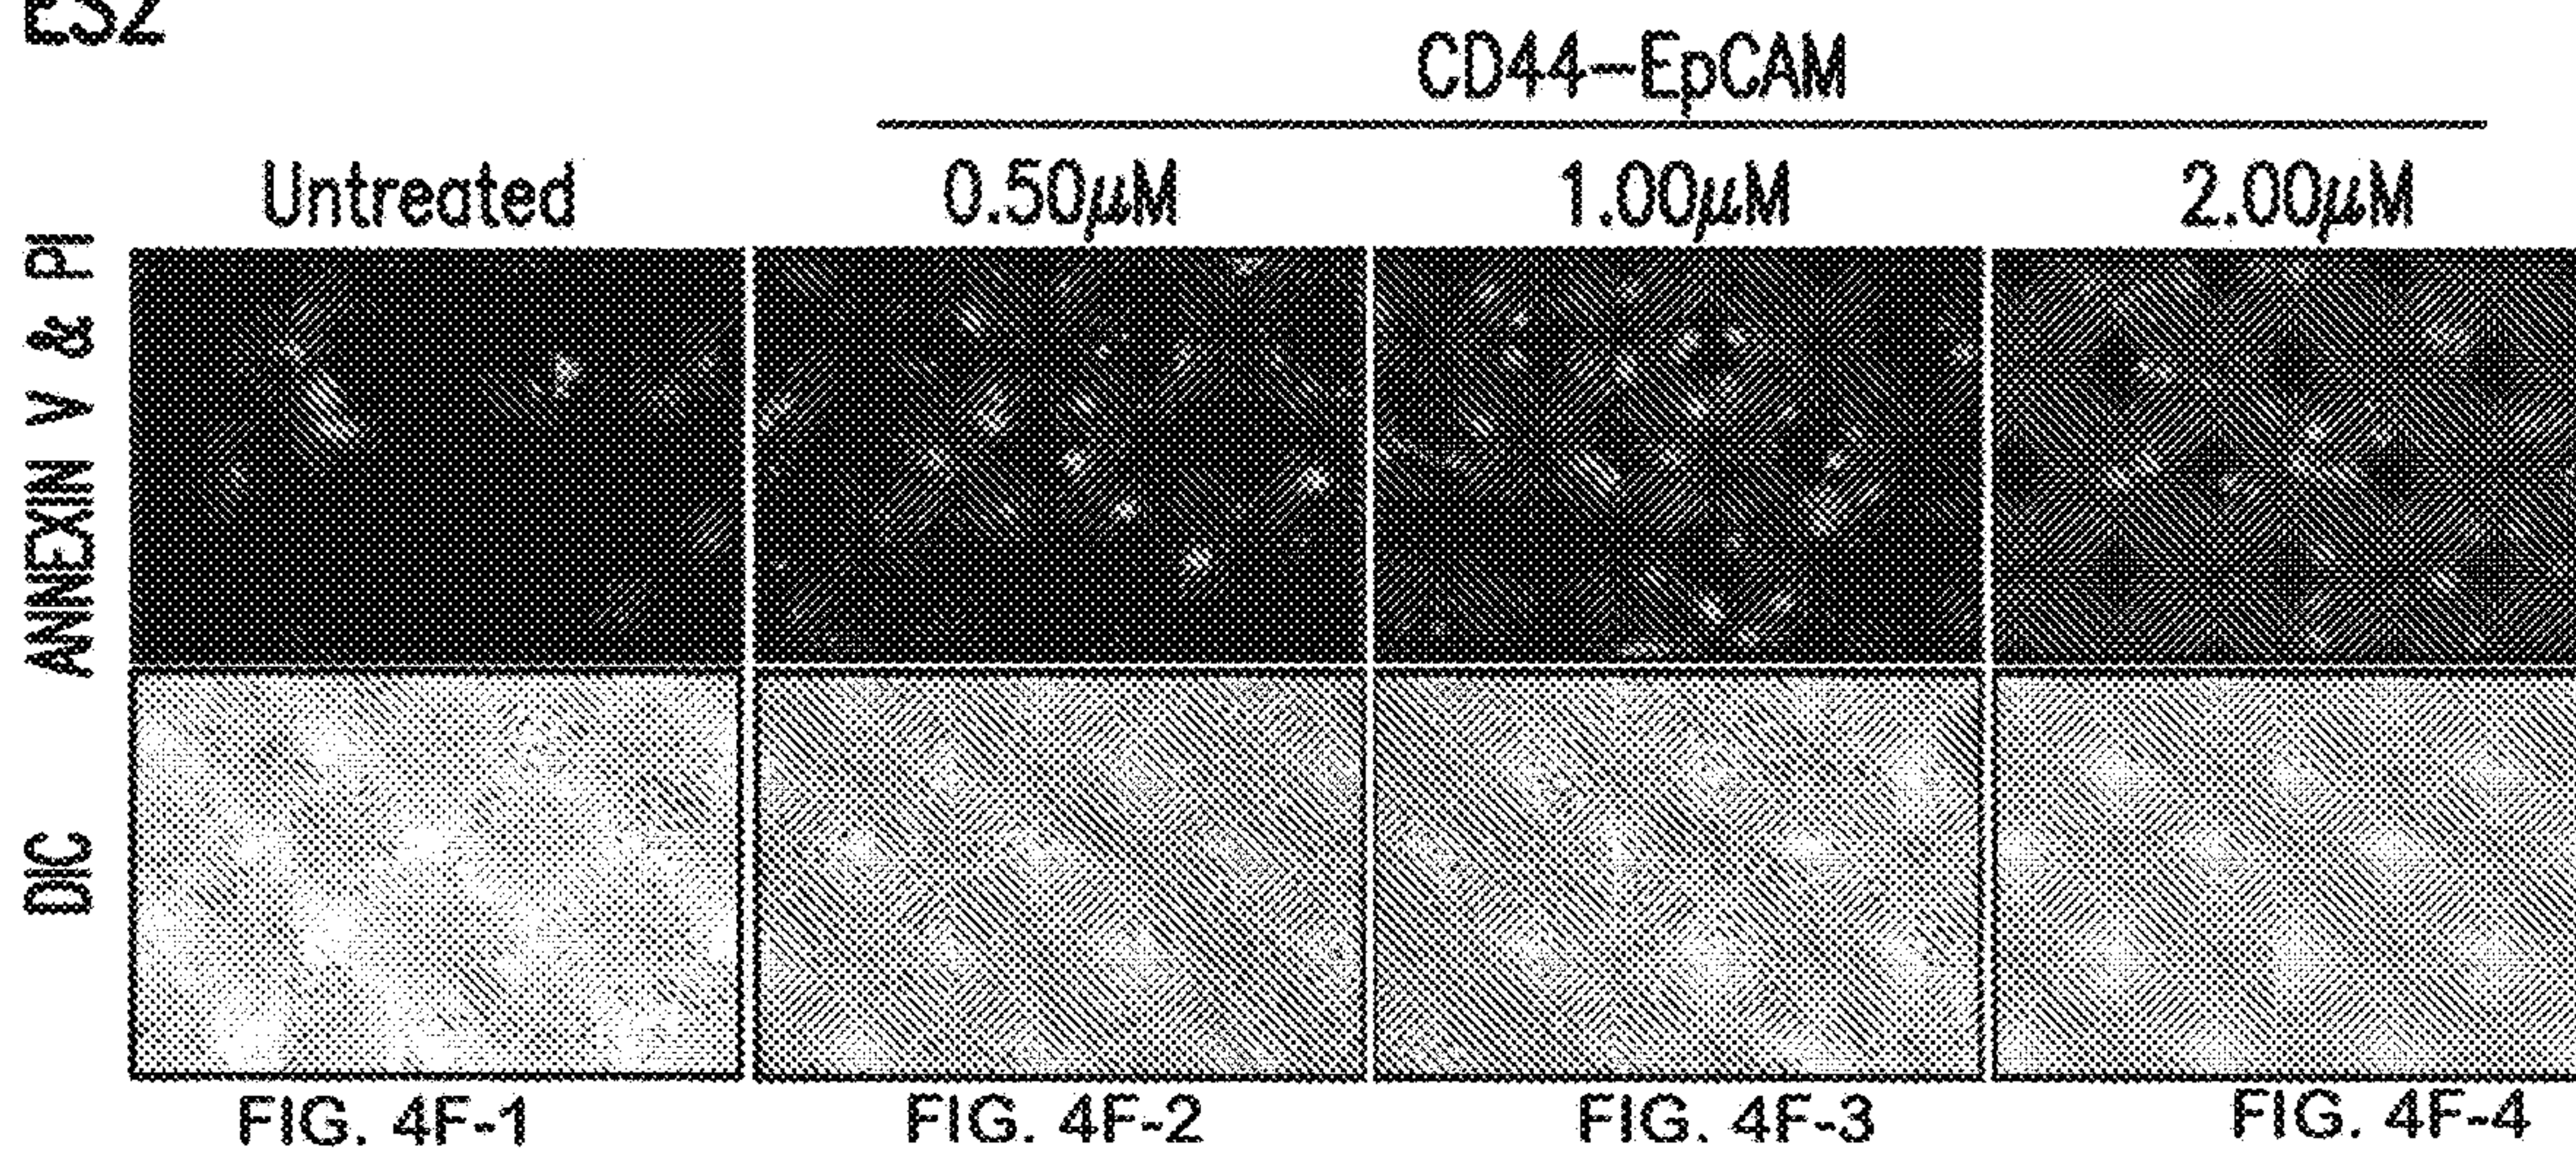 ES2
CD44–EpCAM
Untreated 0.50μM 1.00μM 2.00μM
ANNEXIN V & PI
DIC
FIG. 4F-1 FIG. 4F-2 FIG. 4F-3 FIG. 4F-4